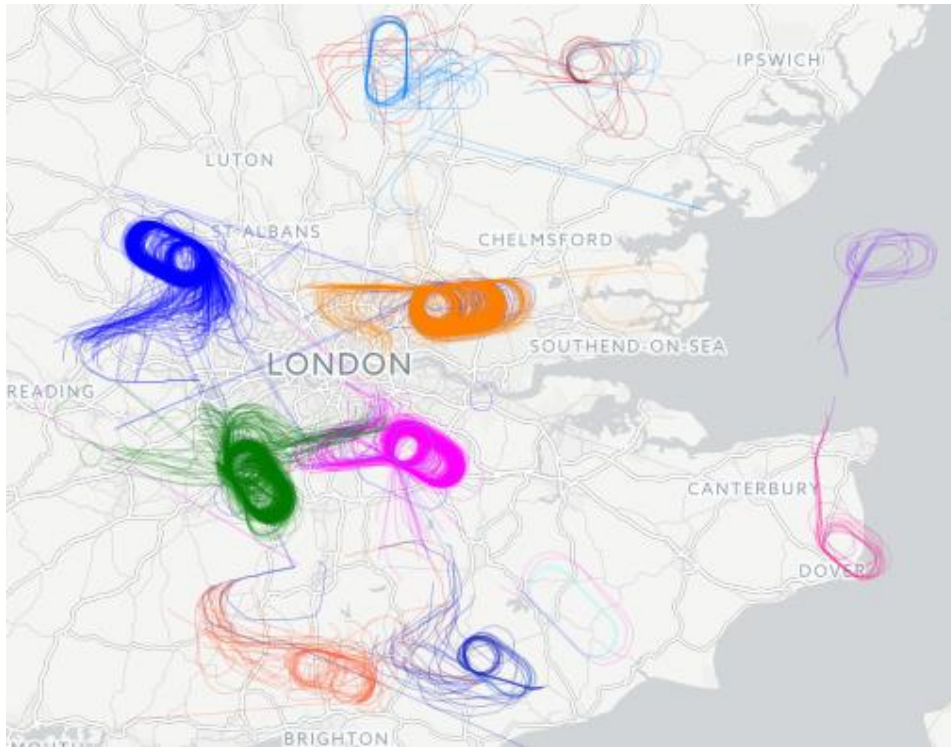 IPSWICH
LUTON
ST ALBANS
CHELMSFORD
SOUTHEND-ON-SEA
LONDON
READING
CANTERBURY
DOVER
BRIGHTON